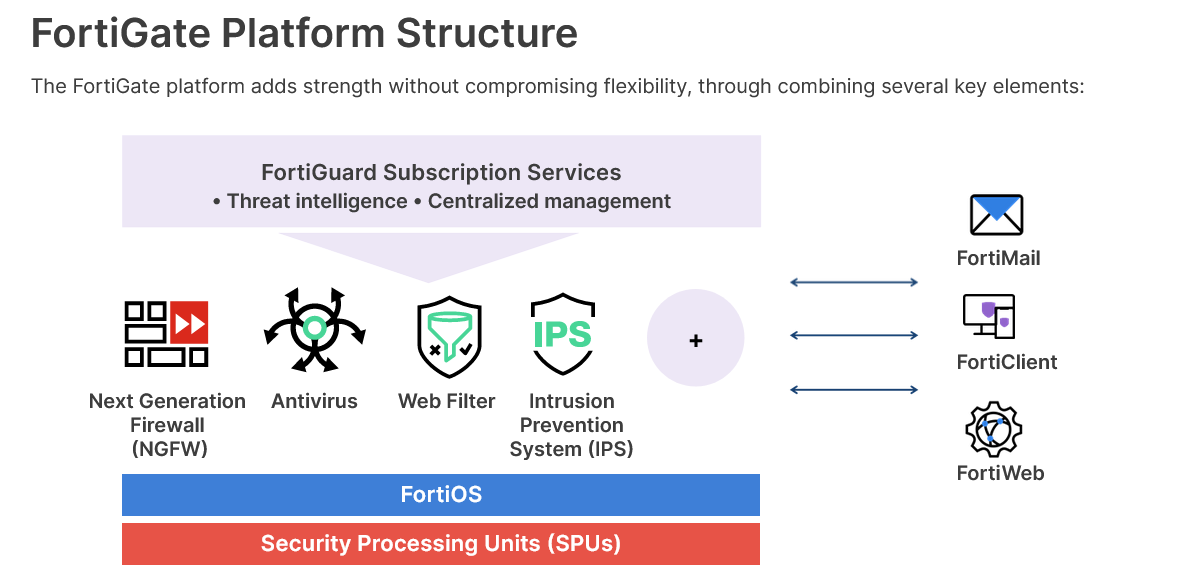 FortiGate Platform Structure
The FortiGate platform adds strength without compromising flexibility, through combining several key elements:
FortiGuard Subscription Services
• Threat intelligence • Centralized management
IPS
+
Next Generation
Firewall
(NGFW)
Antivirus
Web Filter
Intrusion
Prevention
System (IPS)
FortiOS
Security Processing Units (SPUs)
FortiMail
FortiClient
FortiWeb